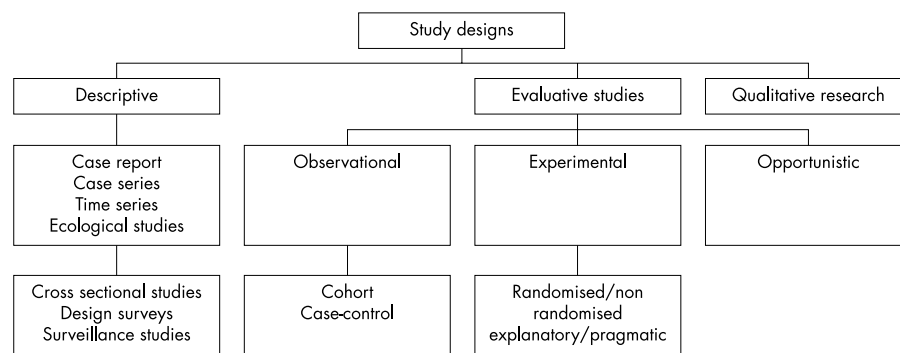 Study designs
Descriptive
Evaluative studies
Qualitative research
Case report
Case series
Time series
Ecological studies
Observational
Experimental
Opportunistic
Cross sectional studies
Design surveys
Surveillance studies
Cohort
Case-control
Randomised/non
randomised
explanatory/pragmatic